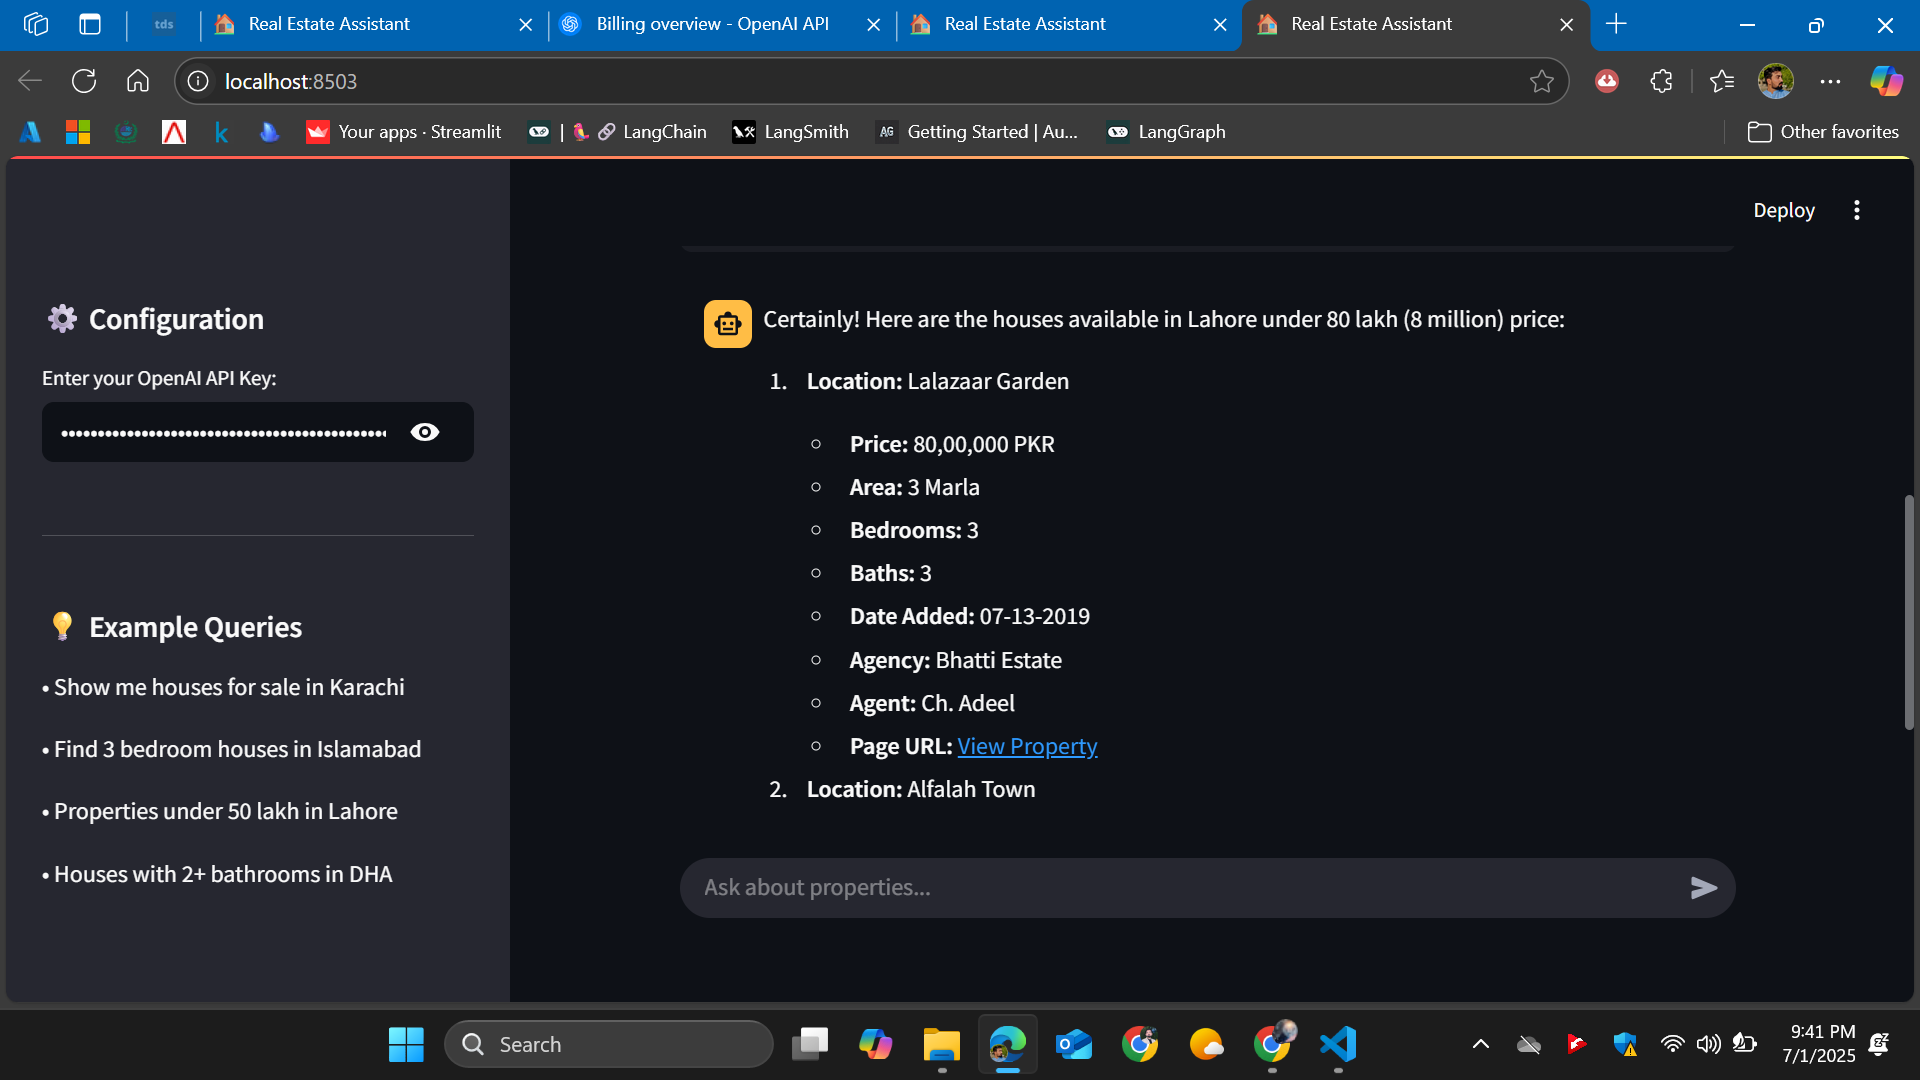 tds
Real Estate Assistant
Billing overview - OpenAI API
Real Estate Assistant
Real Estate Assistant
localhost:8503
Your apps · Streamlit
| 🦜🔗 LangChain
LangSmith
AG
Getting Started | Au...
LangGraph
Other favorites
Deploy
⚙️ Configuration
Enter your OpenAI API Key:
💡 Example Queries
• Show me houses for sale in Karachi
• Find 3 bedroom houses in Islamabad
• Properties under 50 lakh in Lahore
• Houses with 2+ bathrooms in DHA
Certainly! Here are the houses available in Lahore under 80 lakh (8 million) price:
1. Location: Lalazaar Garden
Price: 80,00,000 PKR
Area: 3 Marla
Bedrooms: 3
Baths: 3
Date Added: 07-13-2019
Agency: Bhatti Estate
Agent: Ch. Adeel
Page URL: View Property
2. Location: Alfalah Town
Ask about properties...
Search
9:41 PM
7/1/2025